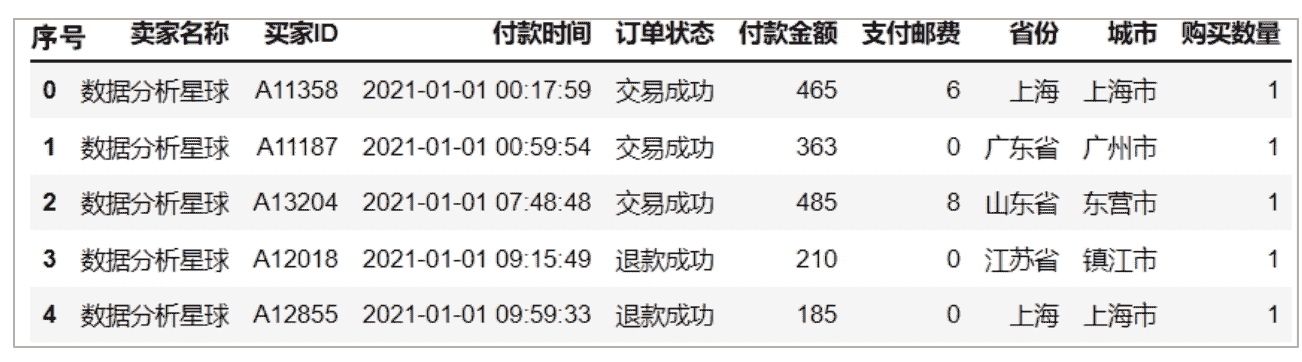 序号 卖家名称 买家ID 付款时间 订单状态 付款金额 支付邮费 省份 城市 购买数量
0 数据分析星球 A11358 2021-01-01 00:17:59 交易成功 465 6 上海 上海市 1
1 数据分析星球 A11187 2021-01-01 00:59:54 交易成功 363 0 广东省 广州市 1
2 数据分析星球 A13204 2021-01-01 07:48:48 交易成功 485 8 山东省 东营市 1
3 数据分析星球 A12018 2021-01-01 09:15:49 退款成功 210 0 江苏省 镇江市 1
4 数据分析星球 A12855 2021-01-01 09:59:33 退款成功 185 0 上海 上海市 1